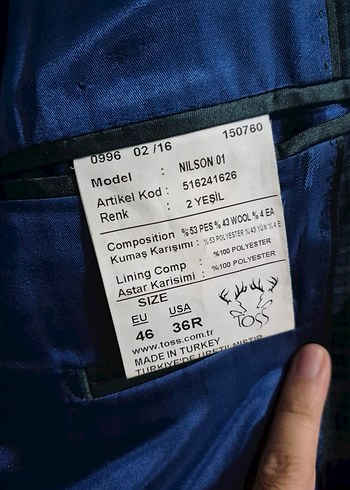 0996 02/16 150760
Model : NILSON 01
Artikel Kod : 516241626
Renk : 2 YEŞİL
Composition : %53 PES % 43 WOOL % 4 EA
Kumaş Karışımı : %53 POLYESTER %43 YÜN %4 E
Lining Comp : %100 POLYESTER
Astar Karisimi : %100 POLYESTER
SIZE
EU USA
46 36R
TOSS
www.toss.com.tr
MADE IN TURKEY
TÜRKİYE'DE ÜRETİLMİŞTİR